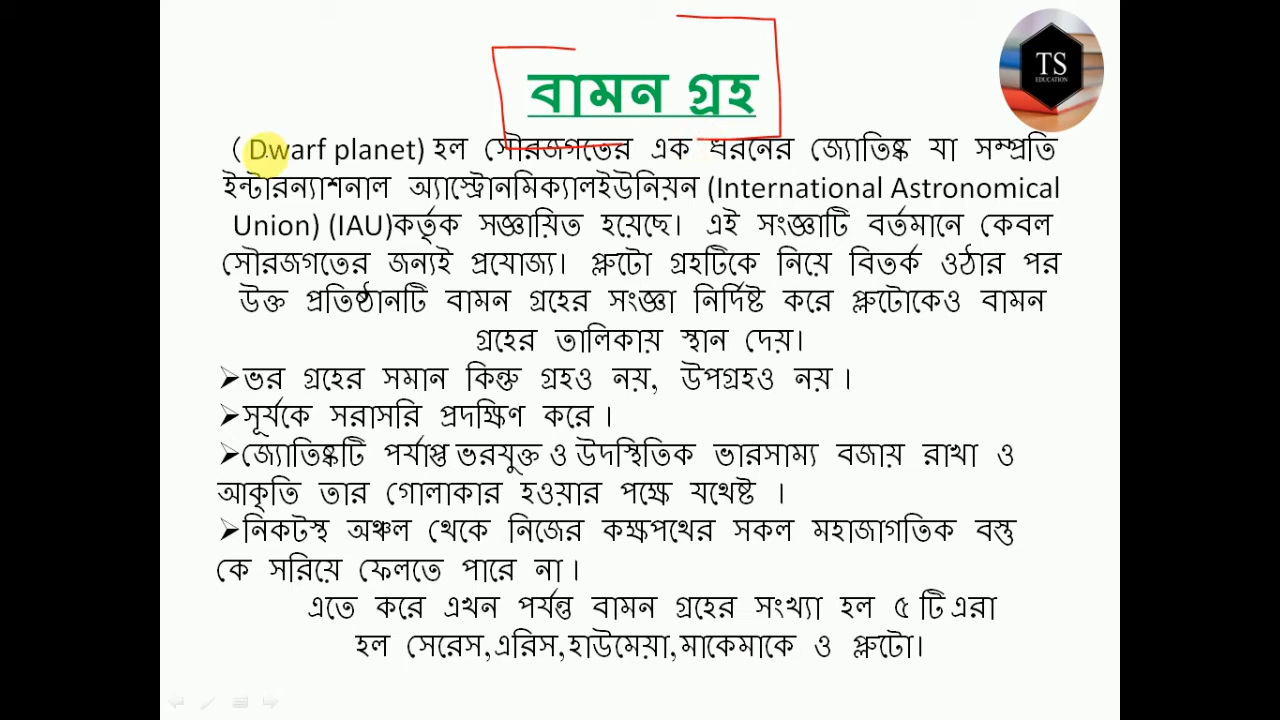 বামন গ্রহ
TS
EDUCATION
( Dwarf planet) হল সৌরজগতের এক ধরনের জ্যোতিষ্ক যা সম্প্রতি
ইন্টারন্যাশনাল অ্যাস্ট্রোনমিক্যালইউনিয়ন (International Astronomical
Union) (IAU)কর্তৃক সজ্ঞায়িত হয়েছে। এই সংজ্ঞাটি বর্তমানে কেবল
সৌরজগতের জন্যই প্রযোজ্য। প্লুটো গ্রহটিকে নিয়ে বিতর্ক ওঠার পর
উক্ত প্রতিষ্ঠানটি বামন গ্রহের সংজ্ঞা নির্দিষ্ট করে প্লুটোকেও বামন
গ্রহের তালিকায় স্থান দেয়।
➢ভর গ্রহের সমান কিন্তু গ্রহও নয়, উপগ্রহও নয় ।
➢সূর্যকে সরাসরি প্রদক্ষিণ করে ।
➢জ্যোতিষ্কটি পর্যাপ্ত ভরযুক্ত ও উদস্থিতিক ভারসাম্য বজায় রাখা ও
আকৃতি তার গোলাকার হওয়ার পক্ষে যথেষ্ট ।
➢নিকটস্থ অঞ্চল থেকে নিজের কক্ষপথের সকল মহাজাগতিক বস্তু
কে সরিয়ে ফেলতে পারে না ।
এতে করে এখন পর্যন্ত বামন গ্রহের সংখ্যা হল ৫ টি এরা
হল সেরেস,এরিস,হাউমেয়া,মাকেমাকে ও প্লুটো।